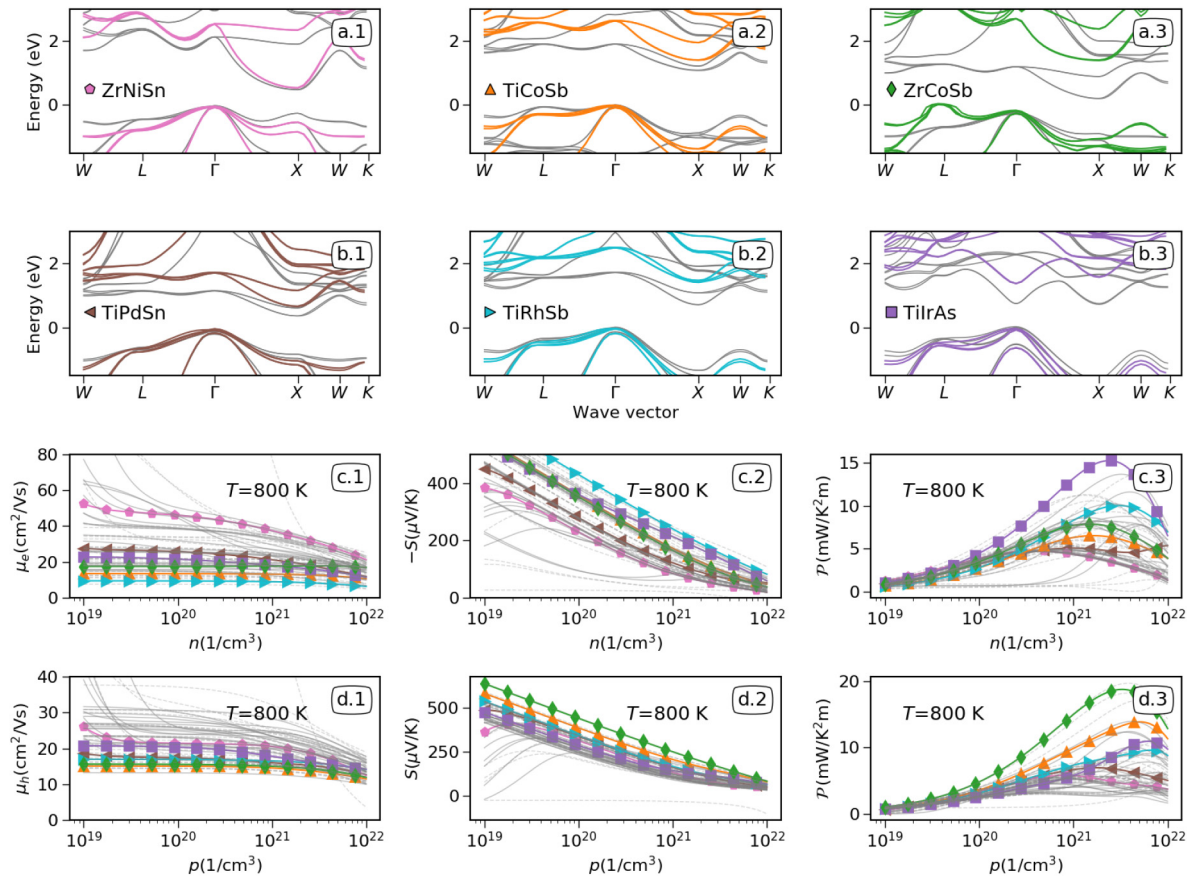 a.1
a.2
a.3
Energy (eV)
2
0
ZrNiSn
TiCoSb
ZrCoSb
W L Γ X W K
W L Γ X W K
W L Γ X W K
b.1
b.2
b.3
Energy (eV)
2
0
TiPdSn
TiRhSb
TiIrAs
W L Γ X W K
W L Γ X W K
W L Γ X W K
Wave vector
c.1
T=800 K
μₑ(cm²/Vs)
80
60
40
20
0
10¹⁹ 10²⁰ 10²¹ 10²²
n(1/cm³)
c.2
T=800 K
−S(μV/K)
400
200
0
10¹⁹ 10²⁰ 10²¹ 10²²
n(1/cm³)
c.3
T=800 K
𝒫(mW/K²m)
15
10
5
0
10¹⁹ 10²⁰ 10²¹ 10²²
n(1/cm³)
d.1
T=800 K
μₕ(cm²/Vs)
40
30
20
10
0
10¹⁹ 10²⁰ 10²¹ 10²²
p(1/cm³)
d.2
T=800 K
S(μV/K)
500
250
0
10¹⁹ 10²⁰ 10²¹ 10²²
p(1/cm³)
d.3
T=800 K
𝒫(mW/K²m)
20
10
0
10¹⁹ 10²⁰ 10²¹ 10²²
p(1/cm³)